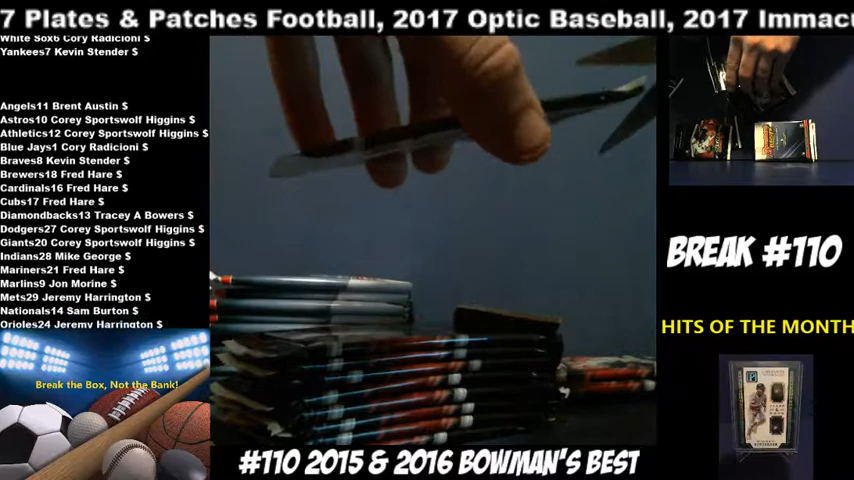 7 Plates & Patches Football, 2017 Optic Baseball, 2017 Immacu
White Sox6 Cory Radicioni $
Yankees7 Kevin Stender $
Angels11 Brent Austin $
Astros10 Corey Sportswolf Higgins $
Athletics12 Corey Sportswolf Higgins $
Blue Jays1 Cory Radicioni $
Braves8 Kevin Stender $
Brewers18 Fred Hare $
Cardinals16 Fred Hare $
Cubs17 Fred Hare $
Diamondbacks13 Tracey A Bowers $
Dodgers27 Corey Sportswolf Higgins $
Giants20 Corey Sportswolf Higgins $
Indians28 Mike George $
Mariners21 Fred Hare $
Marlins9 Jon Morine $
Mets29 Jeremy Harrington $
Nationals14 Sam Burton $
Orioles24 Jeremy Harrington $
Break the Box, Not the Bank!
BREAK #110
HITS OF THE MONTH
#110 2015 & 2016 BOWMAN'S BEST